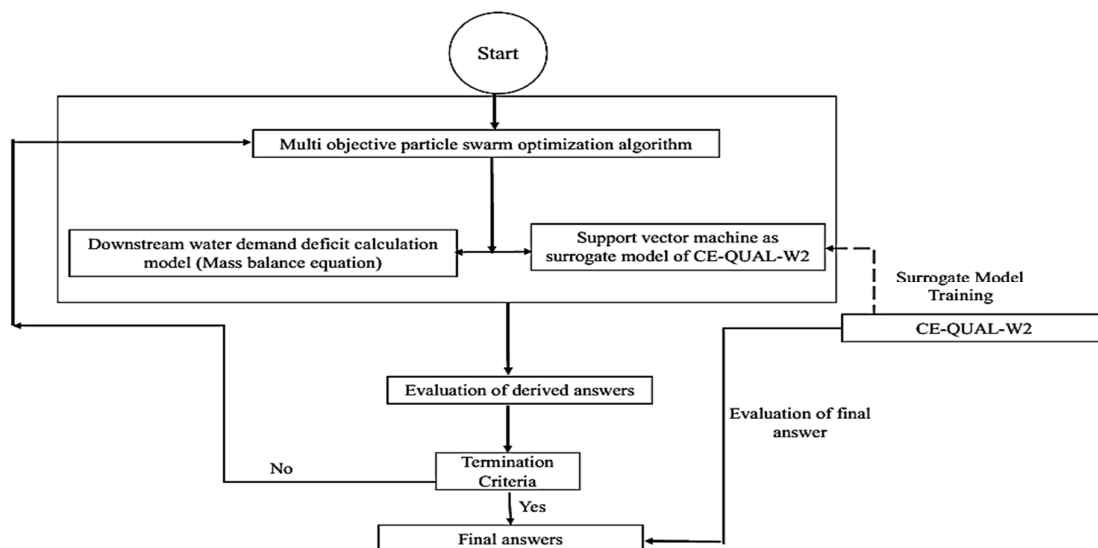 Start
Multi objective particle swarm optimization algorithm
Downstream water demand deficit calculation
model (Mass balance equation)
Support vector machine as
surrogate model of CE-QUAL-W2
Surrogate Model
Training
CE-QUAL-W2
Evaluation of derived answers
Evaluation of final
answer
Termination
Criteria
No
Yes
Final answers